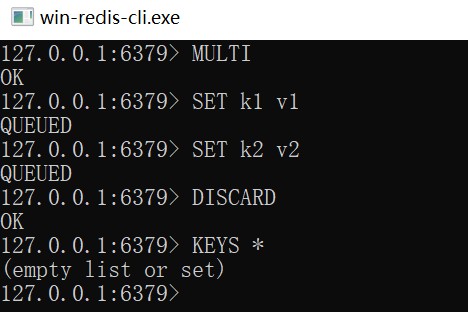 win-redis-cli.exe
127.0.0.1:6379> MULTI
OK
127.0.0.1:6379> SET k1 v1
QUEUED
127.0.0.1:6379> SET k2 v2
QUEUED
127.0.0.1:6379> DISCARD
OK
127.0.0.1:6379> KEYS *
(empty list or set)
127.0.0.1:6379>